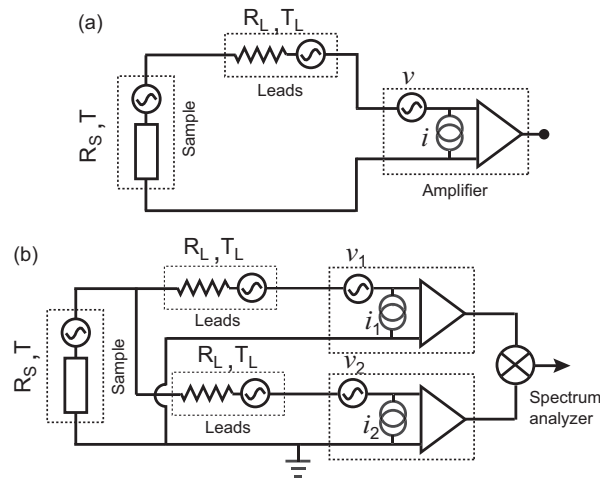 (a)
R_L , T_L
Leads
R_S, T
Sample
v
i
Amplifier
(b)
R_L , T_L
Leads
v_1
i_1
R_S, T
Sample
R_L , T_L
Leads
v_2
i_2
Spectrum
analyzer